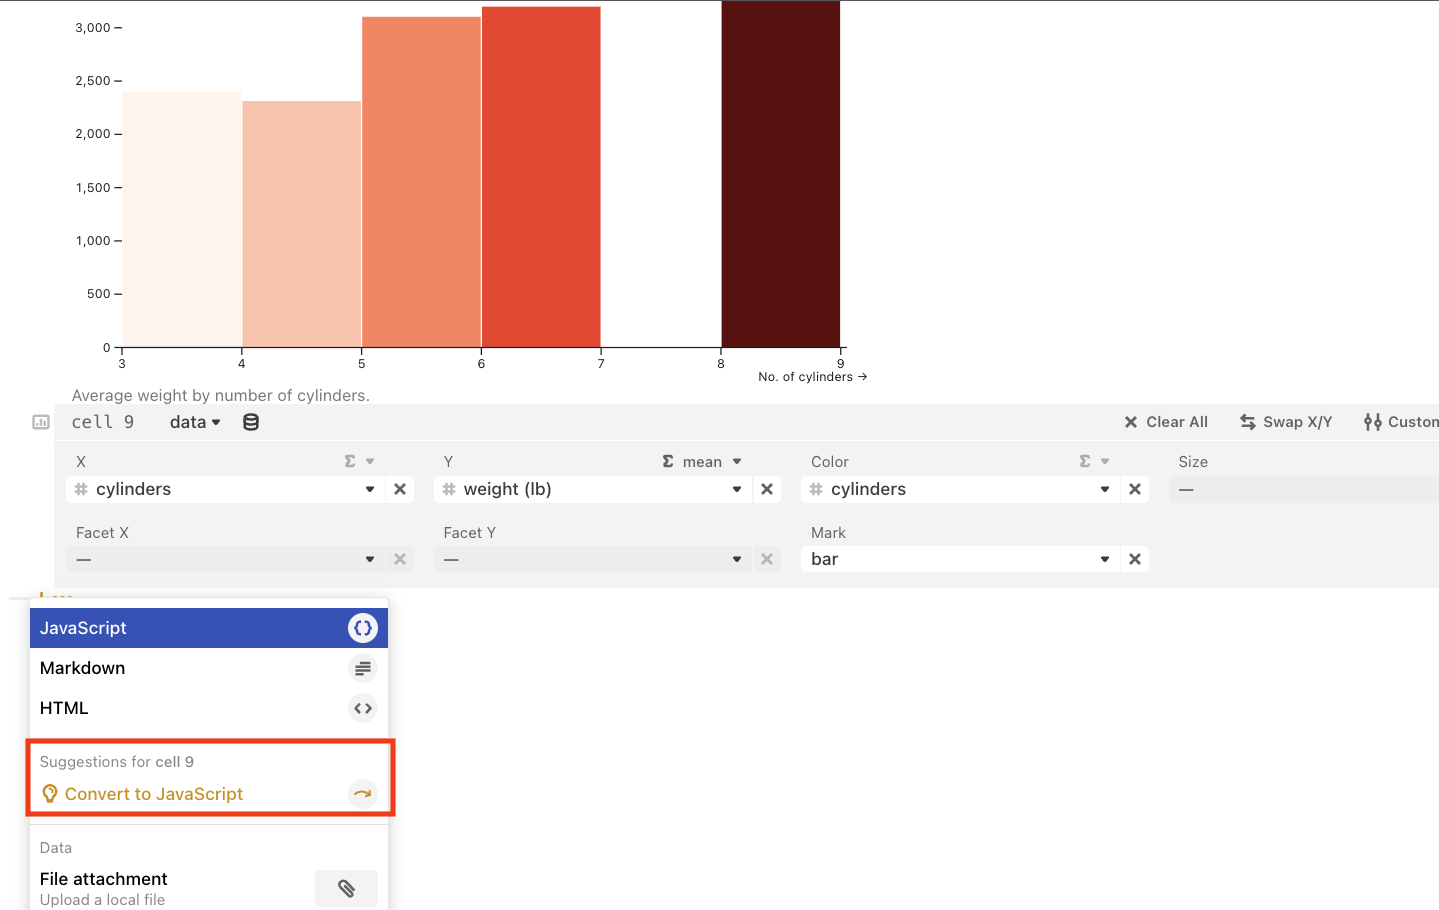 3,000
2,500
2,000
1,500
1,000
500
0
3 4 5 6 7 8 9
No. of cylinders →
Average weight by number of cylinders.
cell 9 data Clear All Swap X/Y Custom
X Σ Y Σ mean Color Σ Size
# cylinders # weight (lb) # cylinders —
Facet X Facet Y Mark
— — bar
JavaScript
Markdown
HTML
Suggestions for cell 9
Convert to JavaScript
Data
File attachment
Upload a local file